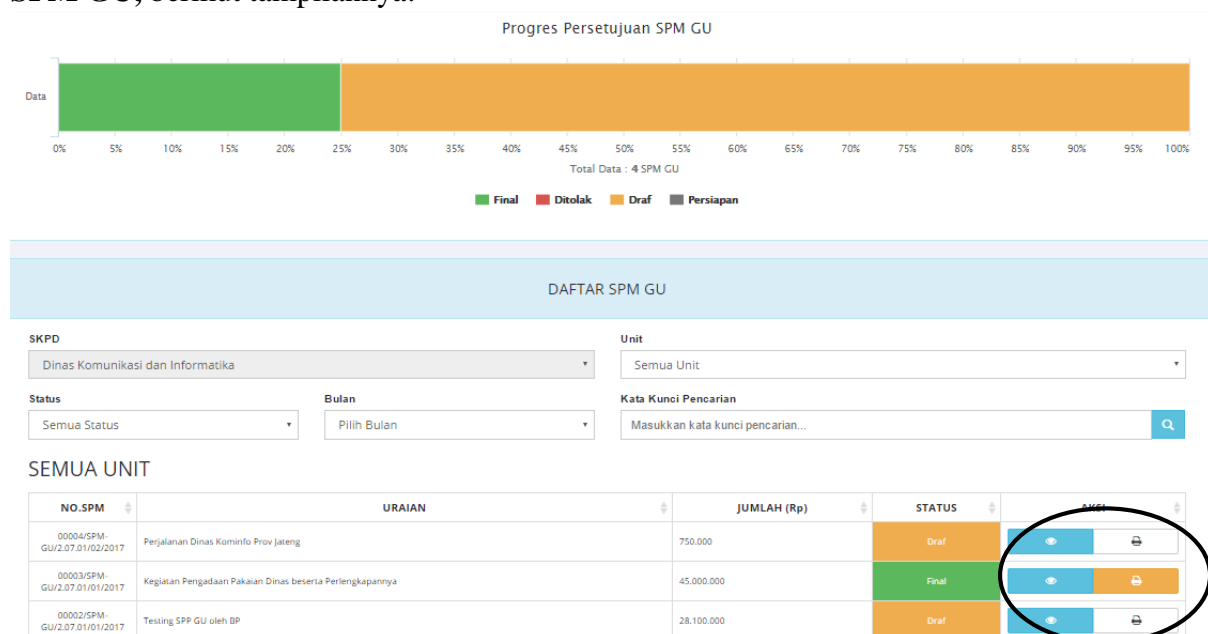 Progres Persetujuan SPM GU
Data
0% 5% 10% 15% 20% 25% 30% 35% 40% 45% 50% 55% 60% 65% 70% 75% 80% 85% 90% 95% 100%
Total Data : 4 SPM GU
Final Ditolak Draf Persiapan
DAFTAR SPM GU
SKPD Unit
Dinas Komunikasi dan Informatika Semua Unit
Status Bulan Kata Kunci Pencarian
Semua Status Pilih Bulan Masukkan kata kunci pencarian...
SEMUA UNIT
NO.SPM URAIAN JUMLAH (Rp) STATUS AKSI
00004/SPM-
GU/2.07.01/02/2017 Perjalanan Dinas Kominfo Prov Jateng 750.000 Draf
00003/SPM-
GU/2.07.01/01/2017 Kegiatan Pengadaan Pakaian Dinas beserta Perlengkapannya 45.000.000 Final
00002/SPM-
GU/2.07.01/01/2017 Testing SPP GU oleh BP 28.100.000 Draf